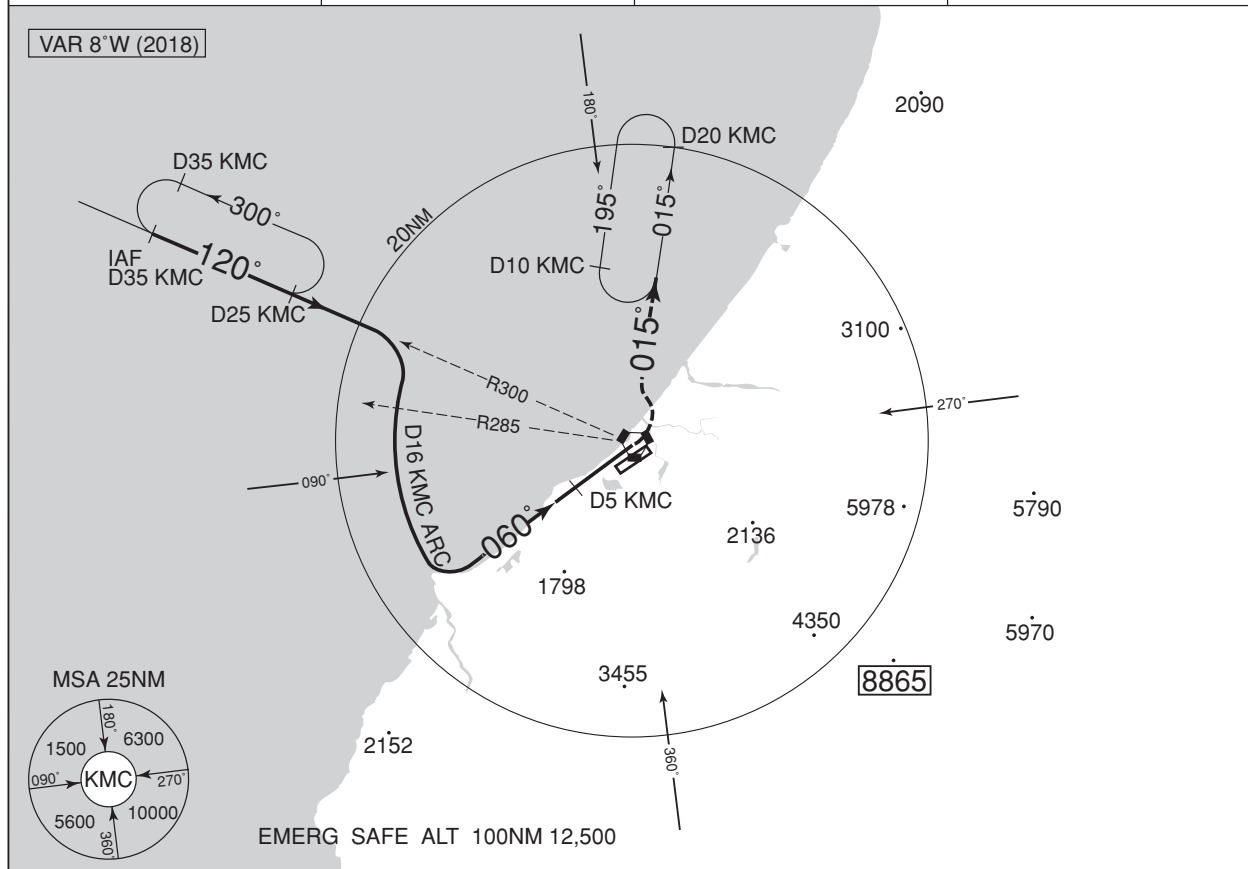 VAR 8°W (2018)
2090
180°
D20 KMC
D35 KMC
300°
195°
015°
20NM
120°
IAF
D35 KMC
D10 KMC
D25 KMC
015°
3100
R300
270°
R285
D16 KMC ARC
090°
D5 KMC
060°
5978
5790
2136
1798
4350
5970
3455
8865
MSA 25NM
180°
1500
6300
KMC
090°
270°
5600
10000
360°
2152
360°
EMERG SAFE ALT 100NM 12,500